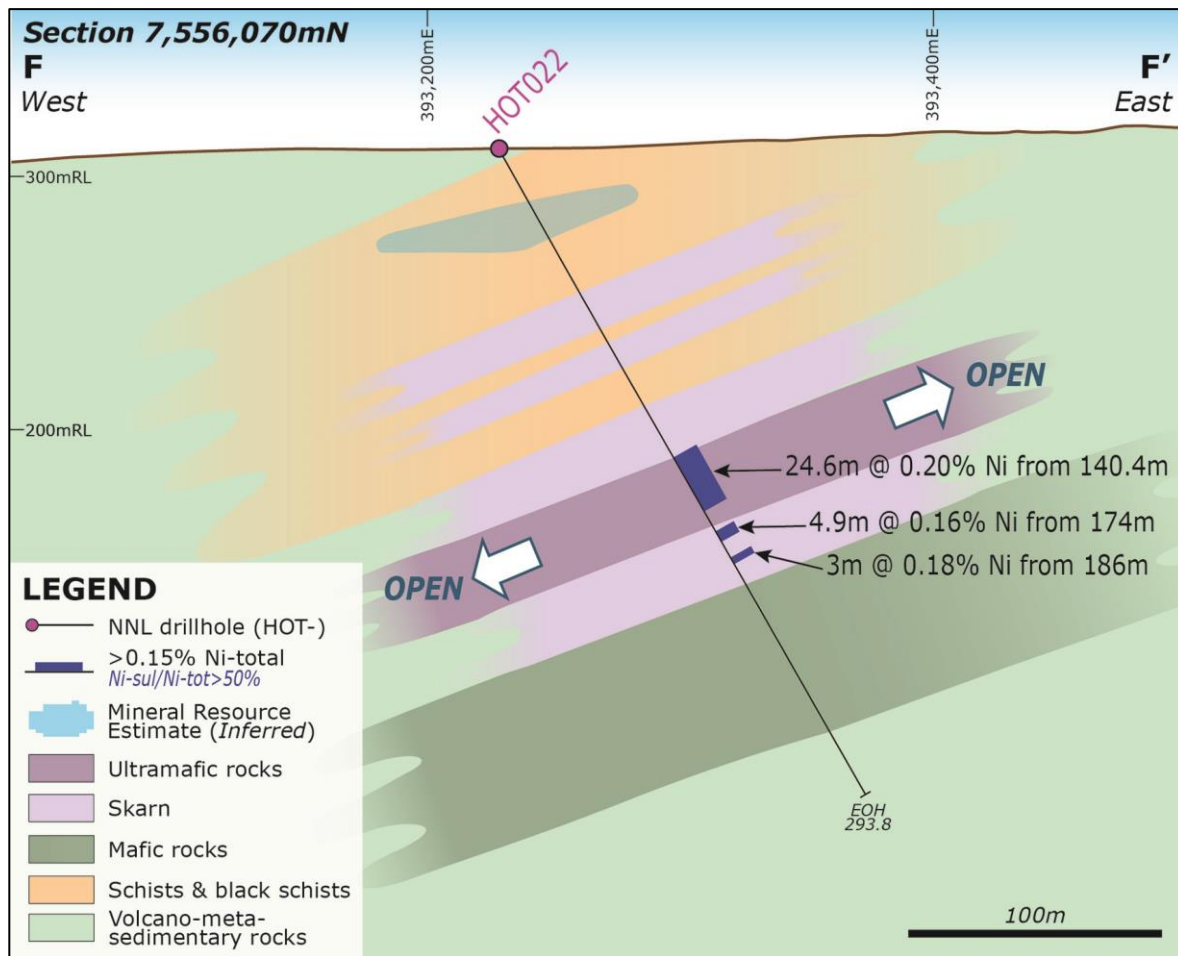 Section 7,556,070mN
F
West
393,200mE
HOT022
393,400mE
F'
East
300mRL
200mRL
OPEN
24.6m @ 0.20% Ni from 140.4m
4.9m @ 0.16% Ni from 174m
3m @ 0.18% Ni from 186m
OPEN
LEGEND
NNL drillhole (HOT-)
>0.15% Ni-total
Ni-sul/Ni-tot>50%
Mineral Resource
Estimate (Inferred)
Ultramafic rocks
Skarn
Mafic rocks
Schists & black schists
Volcano-meta-
sedimentary rocks
EOH
293.8
100m